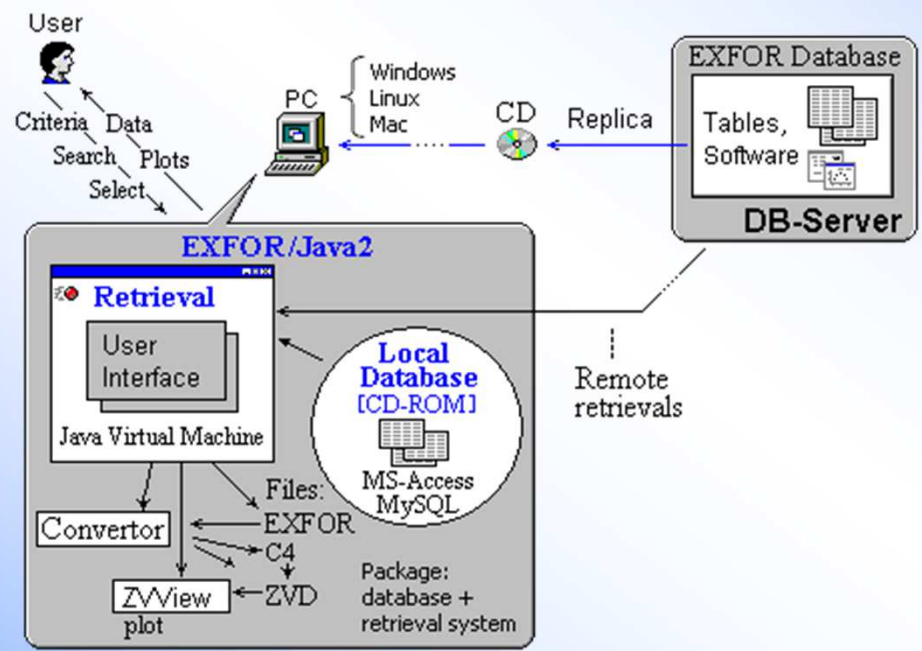 User
Criteria
Data
Search
Plots
Select
PC
Windows
Linux
Mac
CD
Replica
EXFOR Database
Tables,
Software
DB-Server
EXFOR/Java2
Retrieval
User
Interface
Java Virtual Machine
Local
Database
[CD-ROM]
MS-Access
MySQL
Remote
retrievals
Files:
Convertor
EXFOR
C4
ZVView
ZVD
plot
Package:
database +
retrieval system